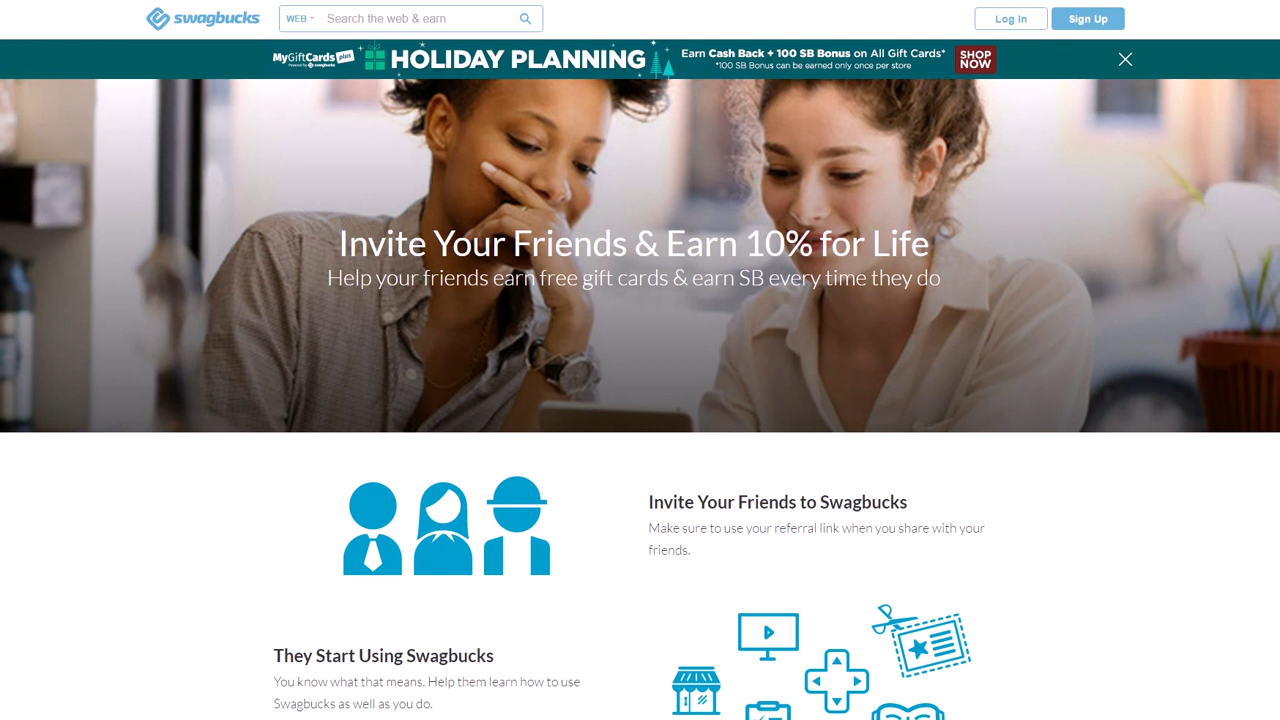 swagbucks
WEB
Search the web & earn
Log In
Sign Up
MyGiftCards plus
Powered by swagbucks
HOLIDAY PLANNING
Earn Cash Back + 100 SB Bonus on All Gift Cards*
*100 SB Bonus can be earned only once per store
SHOP
NOW
Invite Your Friends & Earn 10% for Life
Help your friends earn free gift cards & earn SB every time they do
Invite Your Friends to Swagbucks
Make sure to use your referral link when you share with your
friends.
They Start Using Swagbucks
You know what that means. Help them learn how to use
Swagbucks as well as you do.